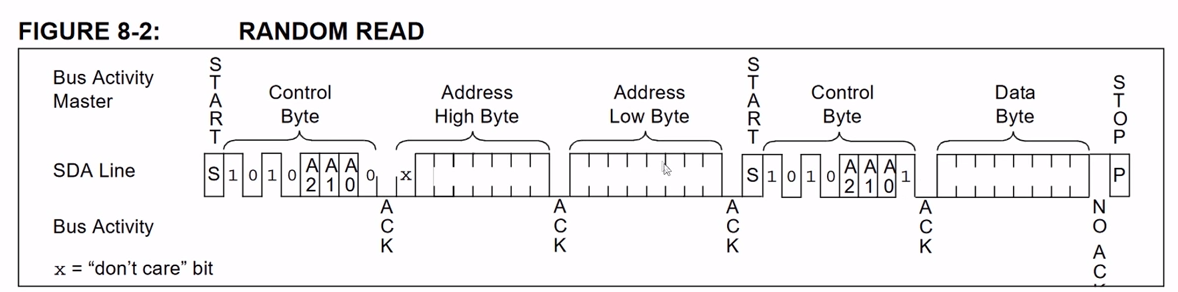 FIGURE 8-2: RANDOM READ
Bus Activity
Master
START
Control
Byte
Address
High Byte
Address
Low Byte
START
Control
Byte
Data
Byte
STOP
SDA Line
S 1 0 1 0 A2 A1 A0 0 x S 1 0 1 0 A2 A1 A0 1 P
Bus Activity
ACK
ACK
ACK
ACK
NO ACK
x = “don’t care” bit